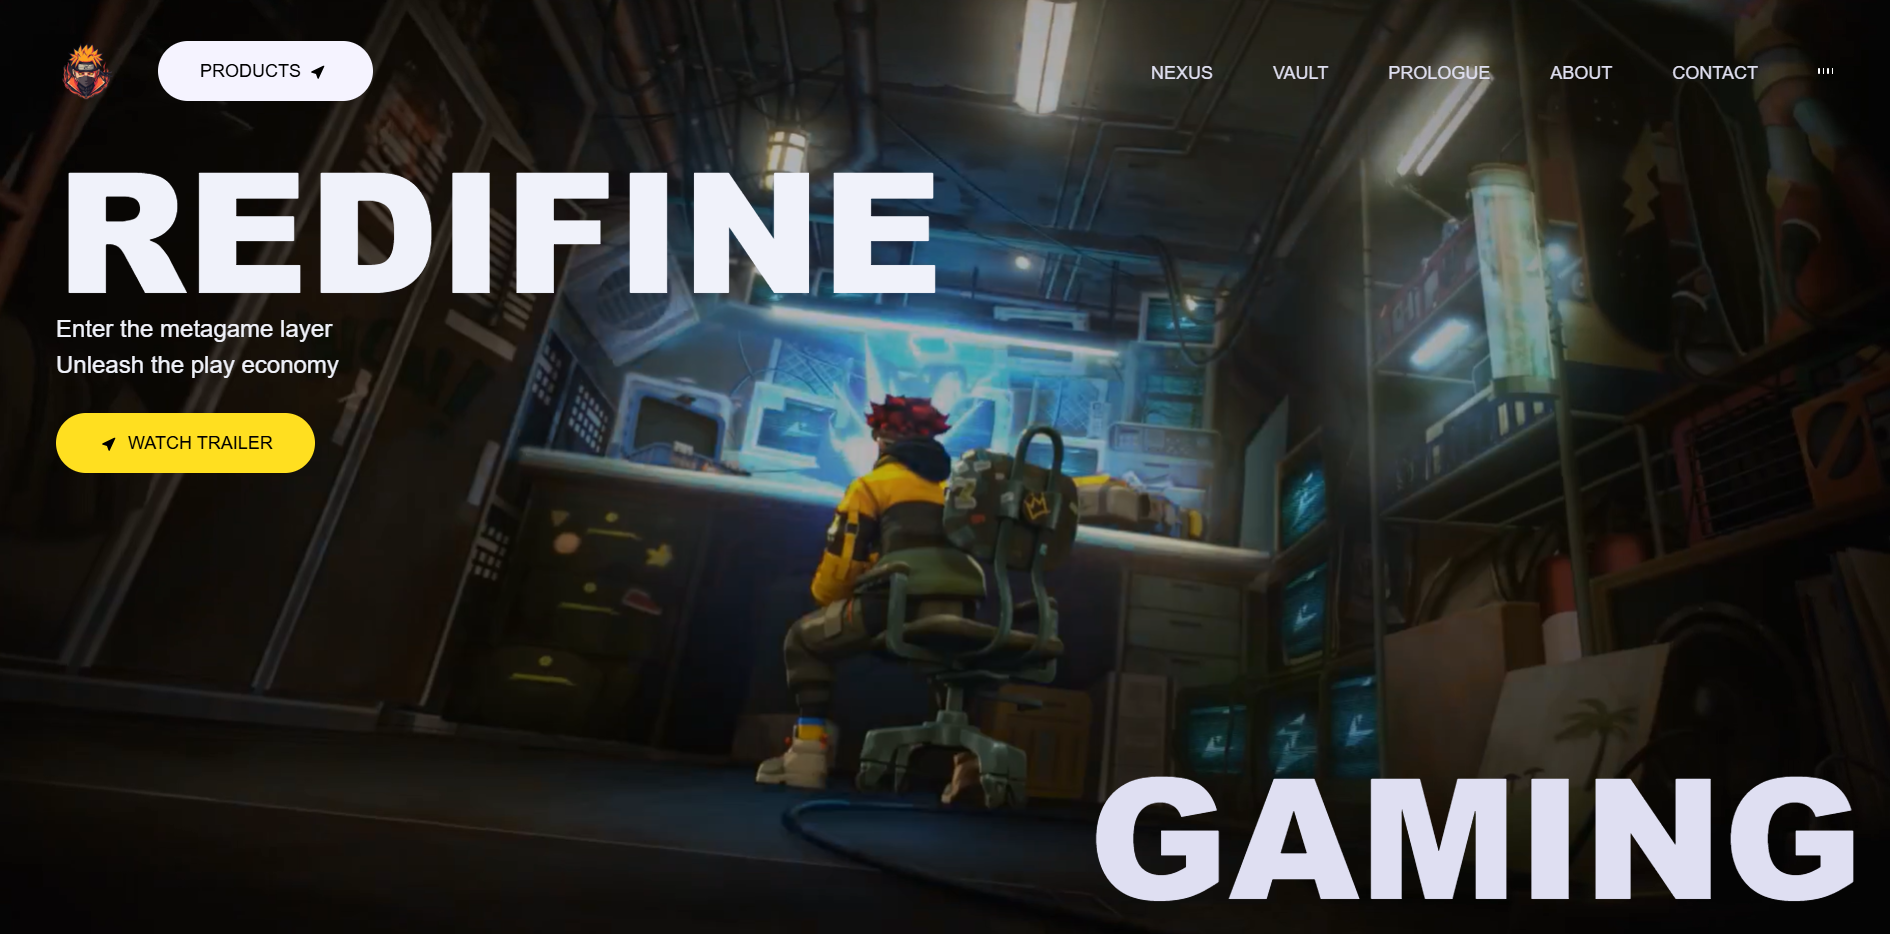 PRODUCTS
NEXUS
VAULT
PROLOGUE
ABOUT
CONTACT
REDIFINE
Enter the metagame layer
Unleash the play economy
WATCH TRAILER
GAMING